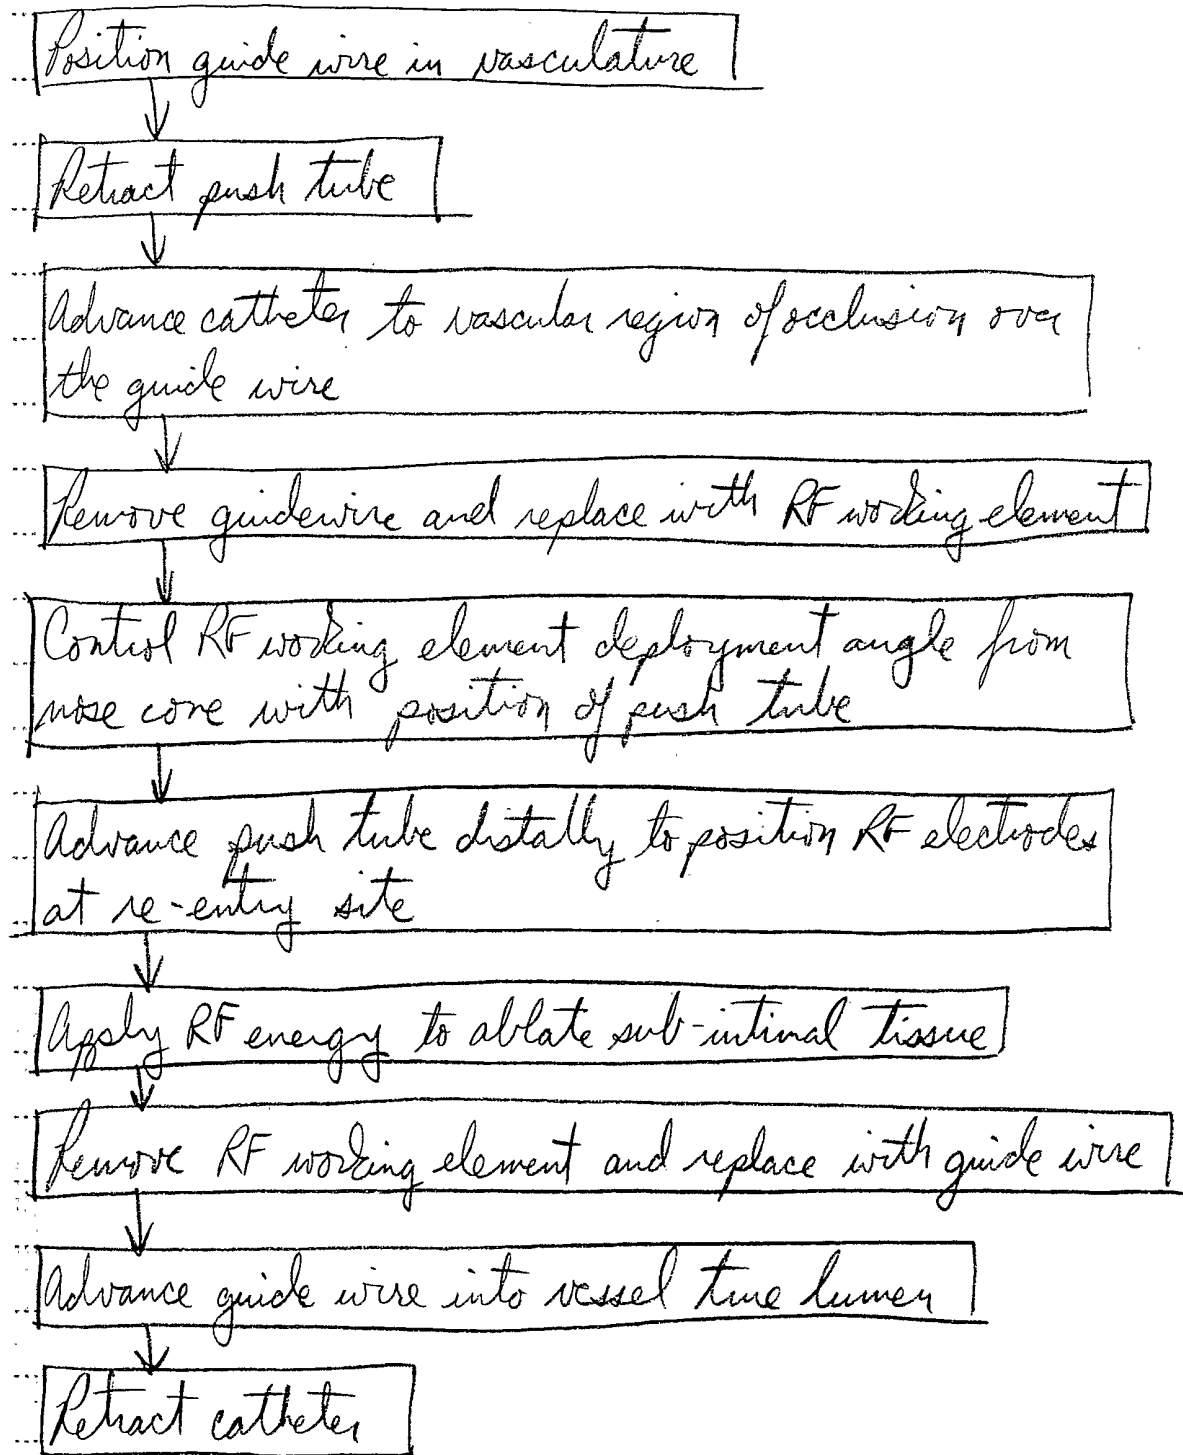 Position guide wire in vasculature
Retract push tube
Advance catheter to vascular region of occlusion over
the guide wire
Remove guidewire and replace with RF working element
Control RF working element deployment angle from
nose cone with position of push tube
Advance push tube distally to position RF electrodes
at re-entry site
Apply RF energy to ablate sub-intimal tissue
Remove RF working element and replace with guide wire
Advance guide wire into vessel true lumen
Retract catheter